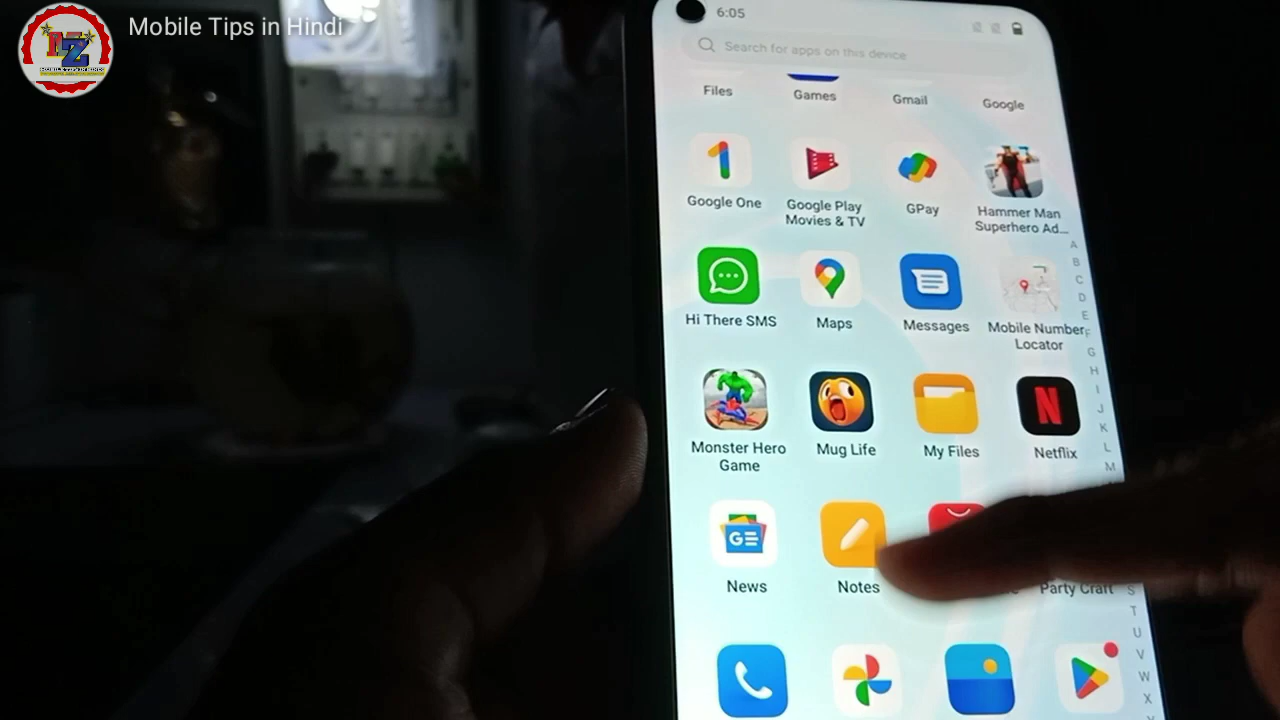 Mobile Tips in Hindi
6:05
Search for apps on this device
Files
Games
Gmail
Google
Google One
Google Play
Movies & TV
GPay
Hammer Man
Superhero Ad...
Hi There SMS
Maps
Messages
Mobile Number
Locator
Monster Hero
Game
Mug Life
My Files
Netflix
N
GE
News
Notes
Party Craft
A
B
C
D
E
F
G
H
I
J
K
L
M
S
T
U
V
W
X